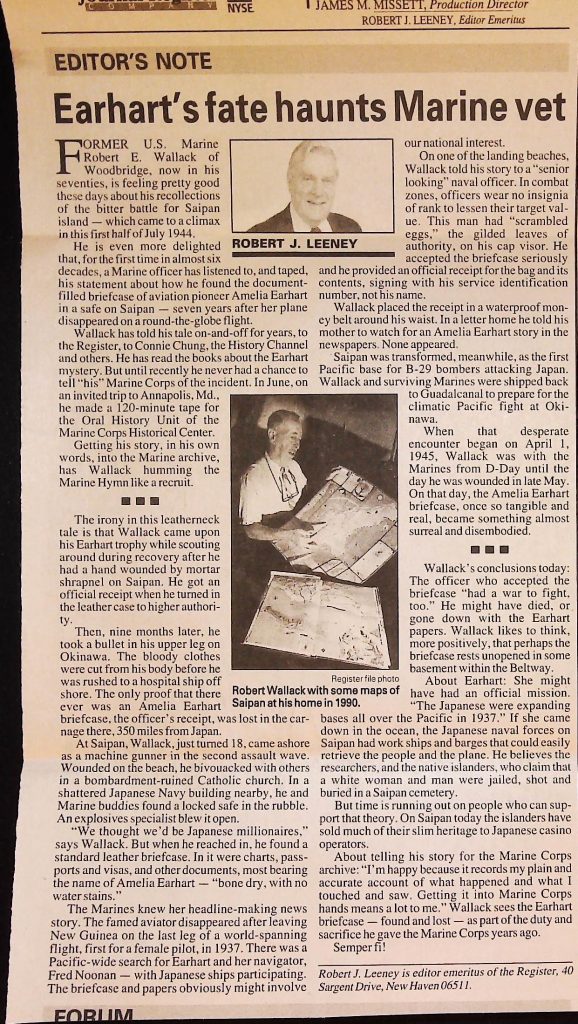 COMPANY
NYSE.
JAMES M. MISSETT, Production Director
ROBERT J. LEENEY, Editor Emeritus
EDITOR'S NOTE
Earhart's fate haunts Marine vet
FORMER U.S. Marine
Robert E. Wallack of
Woodbridge, now in his
seventies, is feeling pretty good
these days about his recollections
of the bitter battle for Saipan
island — which came to a climax
in this first half of July 1944.
He is even more delighted
that, for the first time in almost six
decades, a Marine officer has listened to, and taped,
his statement about how he found the document-
filled briefcase of aviation pioneer Amelia Earhart
in a safe on Saipan — seven years after her plane
disappeared on a round-the-globe flight.
Wallack has told his tale on-and-off for years, to
the Register, to Connie Chung, the History Channel
and others. He has read the books about the Earhart
mystery. But until recently he never had a chance to
tell "his" Marine Corps of the incident. In June, on
an invited trip to Annapolis, Md.,
he made a 120-minute tape for
the Oral History Unit of the
Marine Corps Historical Center.
Getting his story, in his own
words, into the Marine archive,
has Wallack humming the
Marine Hymn like a recruit.
The irony in this leatherneck
tale is that Wallack came upon
his Earhart trophy while scouting
around during recovery after he
had a hand wounded by mortar
shrapnel on Saipan. He got an
official receipt when he turned in
the leather case to higher authori-
ty.
Then, nine months later, he
took a bullet in his upper leg on
Okinawa. The bloody clothes
were cut from his body before he
was rushed to a hospital ship off
shore. The only proof that there
ever was an Amelia Earhart
briefcase, the officer's receipt, was lost in the car-
nage there, 350 miles from Japan.
At Saipan, Wallack, just turned 18, came ashore
as a machine gunner in the second assault wave.
Wounded on the beach, he bivouacked with others
in a bombardment-ruined Catholic church. In a
shattered Japanese Navy building nearby, he and
Marine buddies found a locked safe in the rubble.
An explosives specialist blew it open.
"We thought we'd be Japanese millionaires,"
says Wallack. But when he reached in, he found a
standard leather briefcase. In it were charts, pass-
ports and visas, and other documents, most bearing
the name of Amelia Earhart — "bone dry, with no
water stains."
The Marines knew her headline-making news
story. The famed aviator disappeared after leaving
New Guinea on the last leg of a world-spanning
flight, first for a female pilot, in 1937. There was a
Pacific-wide search for Earhart and her navigator,
Fred Noonan — with Japanese ships participating.
The briefcase and papers obviously might involve
ROBERT J. LEENEY
our national interest.
On one of the landing beaches,
Wallack told his story to a "senior
looking" naval officer. In combat
zones, officers wear no insignia
of rank to lessen their target val-
ue. This man had "scrambled
eggs," the gilded leaves of
authority, on his cap visor. He
accepted the briefcase seriously
and he provided an official receipt for the bag and its
contents, signing with his service identification
number, not his name.
Wallack placed the receipt in a waterproof mon-
ey belt around his waist. In a letter home he told his
mother to watch for an Amelia Earhart story in the
newspapers. None appeared.
Saipan was transformed, meanwhile, as the first
Pacific base for B-29 bombers attacking Japan.
Wallack and surviving Marines were shipped back
to Guadalcanal to prepare for the
climatic Pacific fight at Oki-
nawa.
When that desperate
encounter began on April 1,
1945, Wallack was with the
Marines from D-Day until the
day he was wounded in late May.
On that day, the Amelia Earhart
briefcase, once so tangible and
real, became something almost
surreal and disembodied.
Wallack's conclusions today:
The officer who accepted the
briefcase "had a war to fight,
too." He might have died, or
gone down with the Earhart
papers. Wallack likes to think,
more positively, that perhaps the
briefcase rests unopened in some
basement within the Beltway.
About Earhart: She might
have had an official mission.
"The Japanese were expanding
bases all over the Pacific in 1937." If she came
down in the ocean, the Japanese naval forces on
Saipan had work ships and barges that could easily
retrieve the people and the plane. He believes the
researchers, and the native islanders, who claim that
a white woman and man were jailed, shot and
buried in a Saipan cemetery.
But time is running out on people who can sup-
port that theory. On Saipan today the islanders have
sold much of their slim heritage to Japanese casino
operators.
About telling his story for the Marine Corps
archive: "I'm happy because it records my plain and
accurate account of what happened and what I
touched and saw. Getting it into Marine Corps
hands means a lot to me." Wallack sees the Earhart
briefcase — found and lost — as part of the duty and
sacrifice he gave the Marine Corps years ago.
Semper fi!
Register file photo
Robert Wallack with some maps of
Saipan at his home in 1990.
Robert J. Leeney is editor emeritus of the Register, 40
Sargent Drive, New Haven 06511.
FORUM